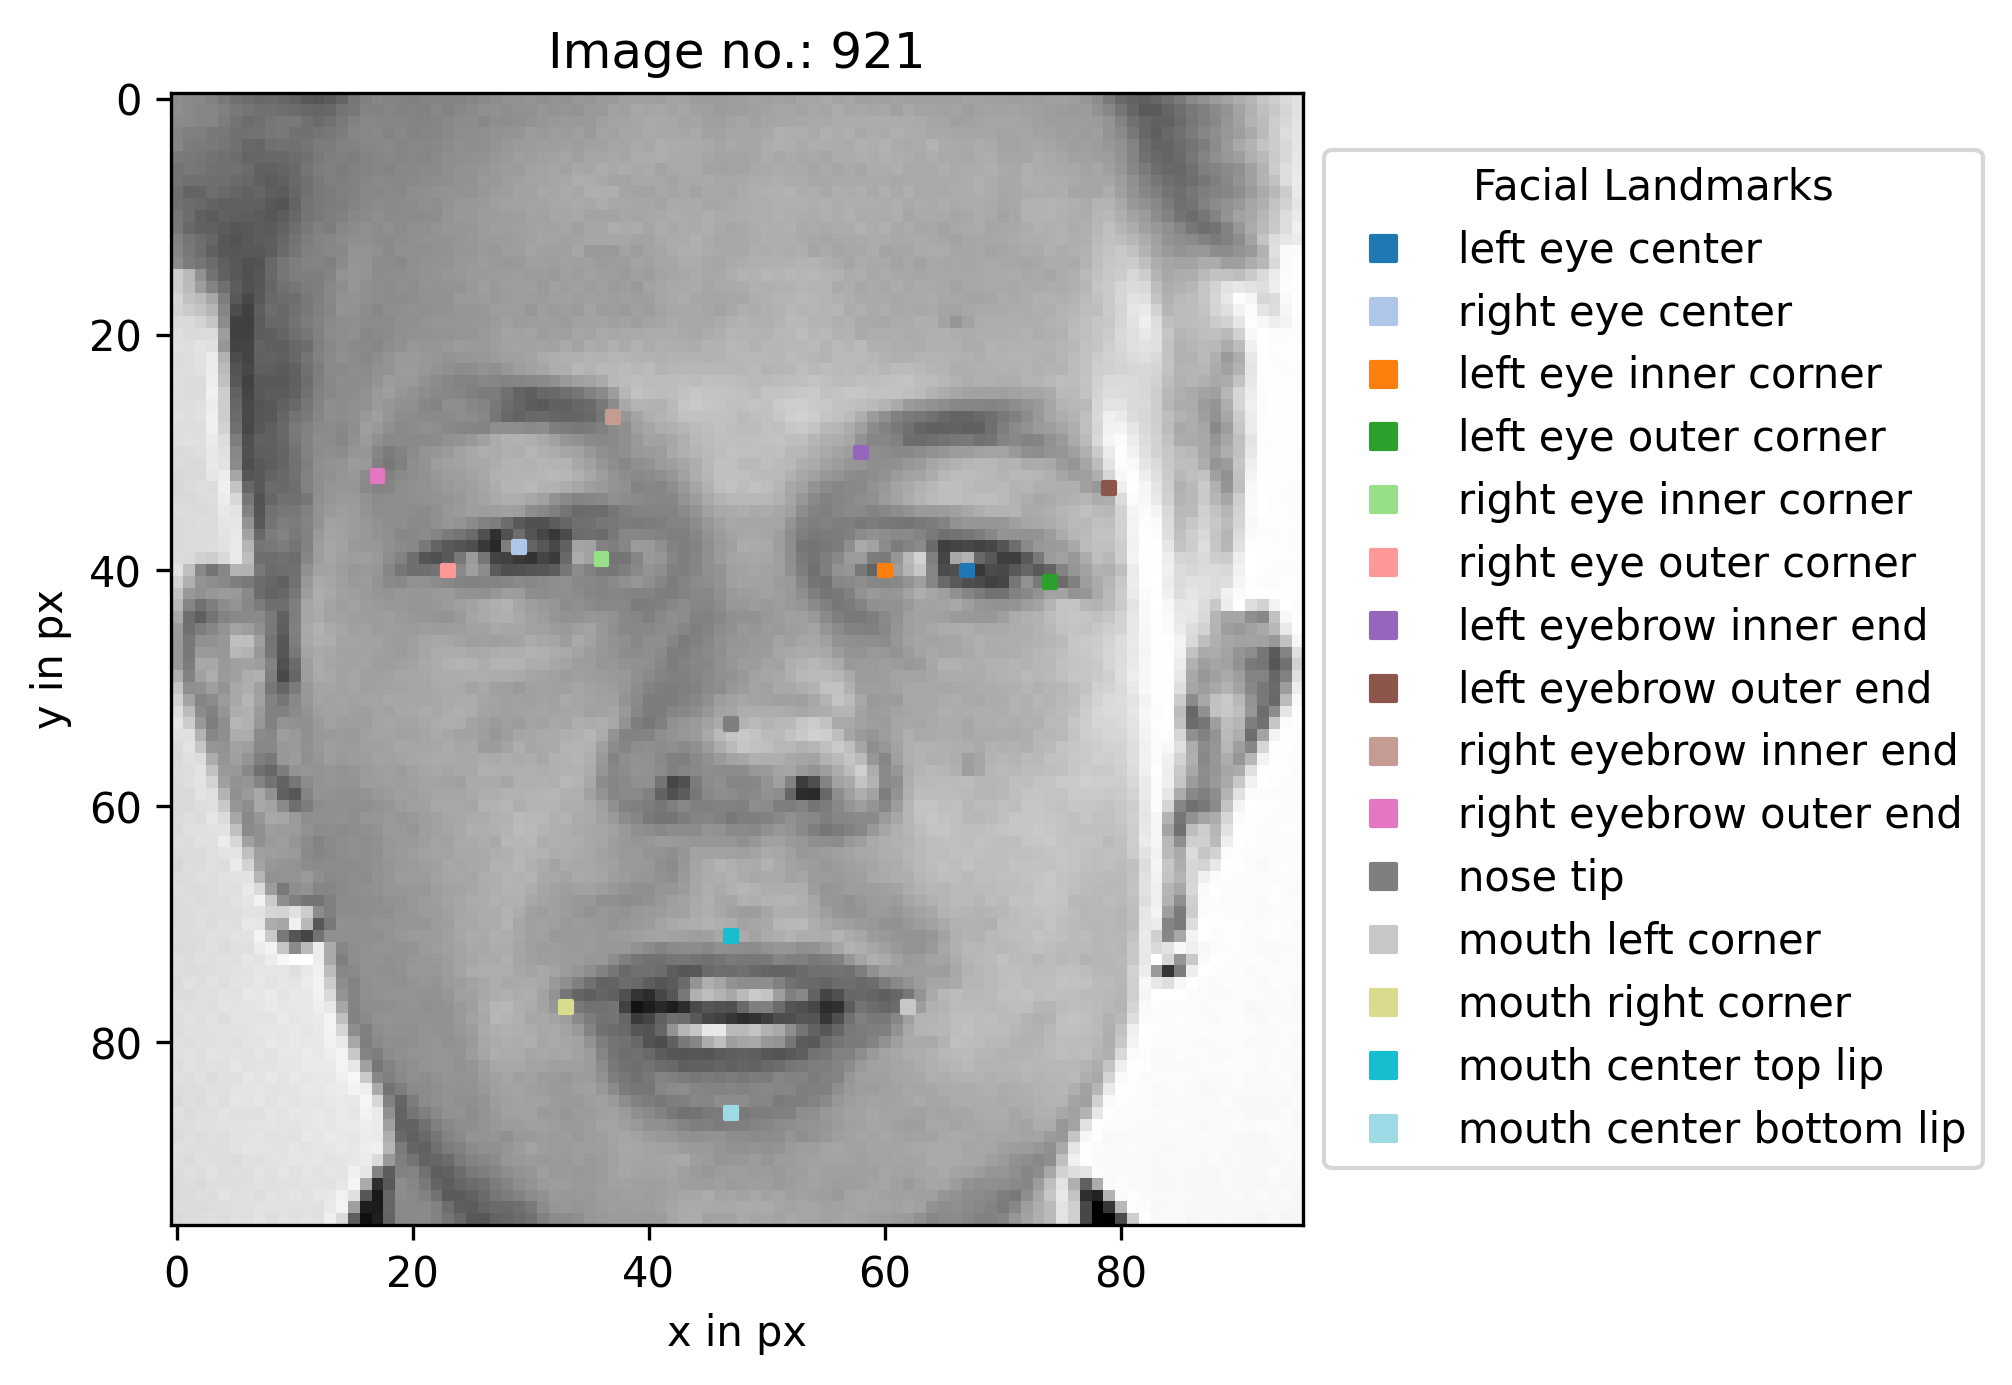 Image no.: 921
0
20
40
60
80
y in px
0 20 40 60 80
x in px
Facial Landmarks
left eye center
right eye center
left eye inner corner
left eye outer corner
right eye inner corner
right eye outer corner
left eyebrow inner end
left eyebrow outer end
right eyebrow inner end
right eyebrow outer end
nose tip
mouth left corner
mouth right corner
mouth center top lip
mouth center bottom lip